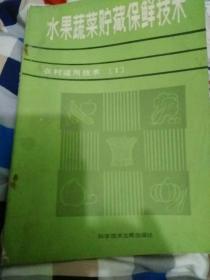 水果蔬菜贮藏保鲜技术
农村适用技术〔1〕
科学技术文献出版社